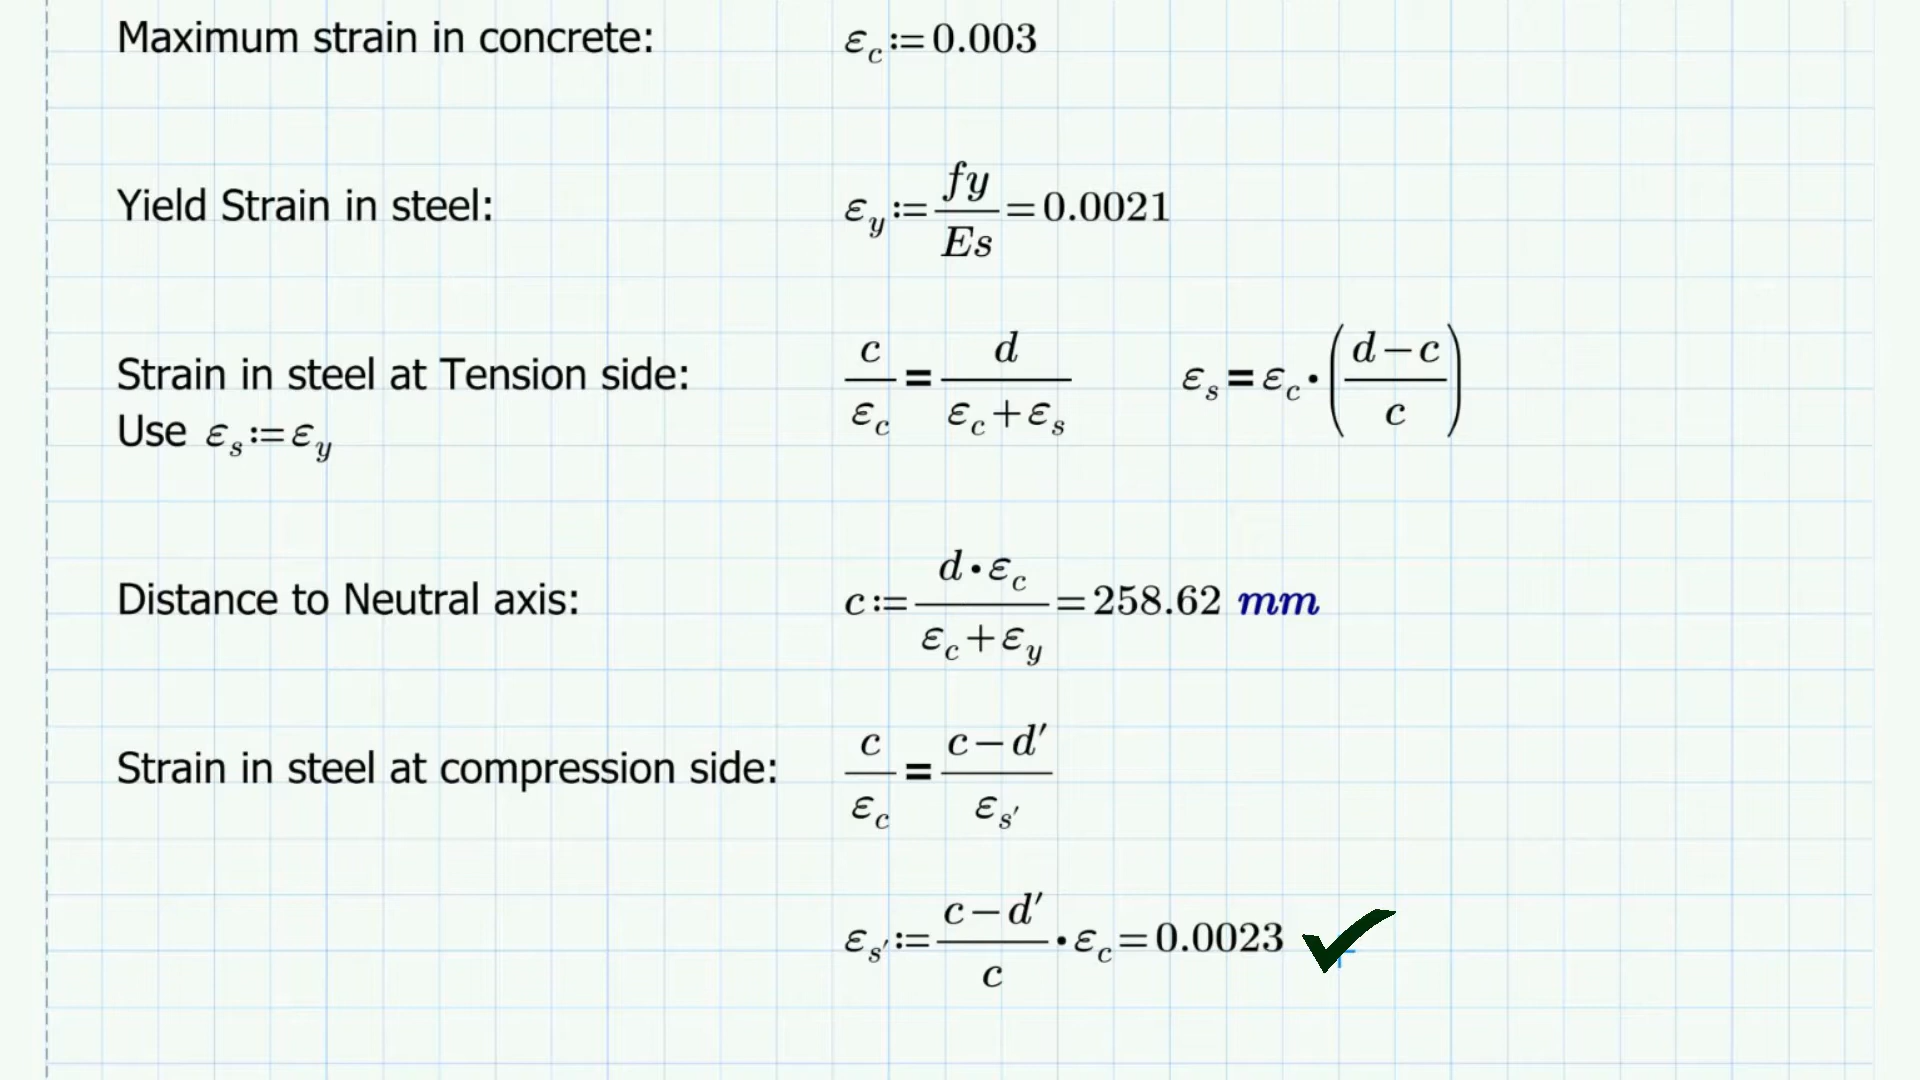 Maximum strain in concrete: ε_c := 0.003
Yield Strain in steel: ε_y := fy/Es = 0.0021
Strain in steel at Tension side: c/ε_c = d/(ε_c + ε_s) ε_s = ε_c · ((d − c)/c)
Use ε_s := ε_y
Distance to Neutral axis: c := (d · ε_c)/(ε_c + ε_y) = 258.62 mm
Strain in steel at compression side: c/ε_c = (c − d′)/ε_s′
ε_s′ := (c − d′)/c · ε_c = 0.0023